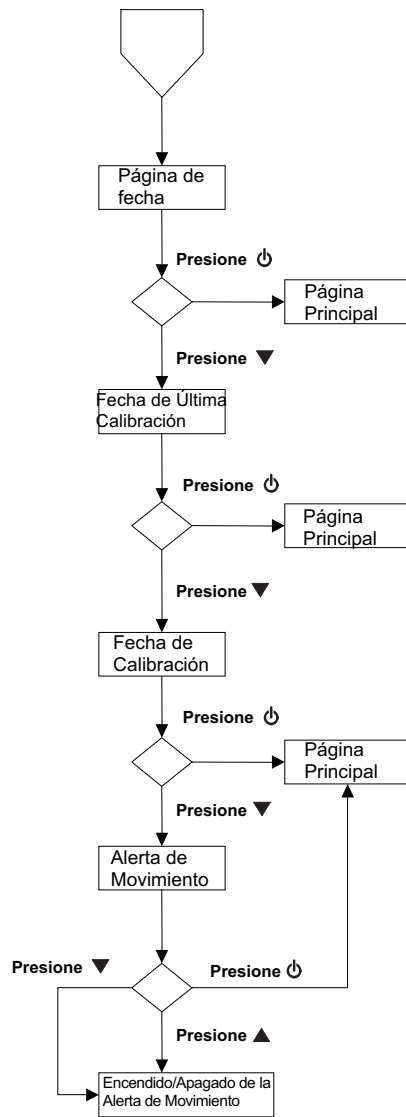 Página de
fecha
Presione
Página
Principal
Presione
Fecha de Última
Calibración
Presione
Página
Principal
Presione
Fecha de
Calibración
Presione
Página
Principal
Presione
Alerta de
Movimiento
Presione
Presione
Presione
Encendido/Apagado de la
Alerta de Movimiento